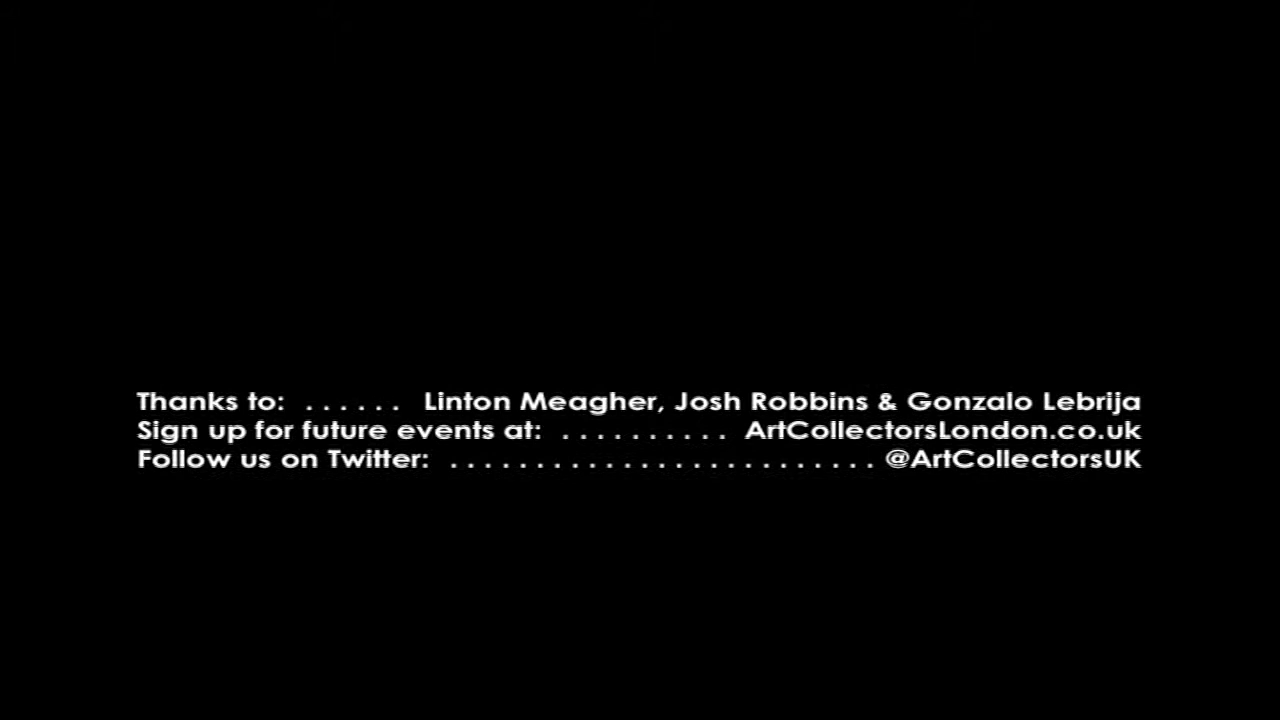 Thanks to: . . . . . . Linton Meagher, Josh Robbins & Gonzalo Lebrija
Sign up for future events at: . . . . . . . . . . ArtCollectorsLondon.co.uk
Follow us on Twitter: . . . . . . . . . . . . . . . . . . . . . . . . . @ArtCollectorsUK